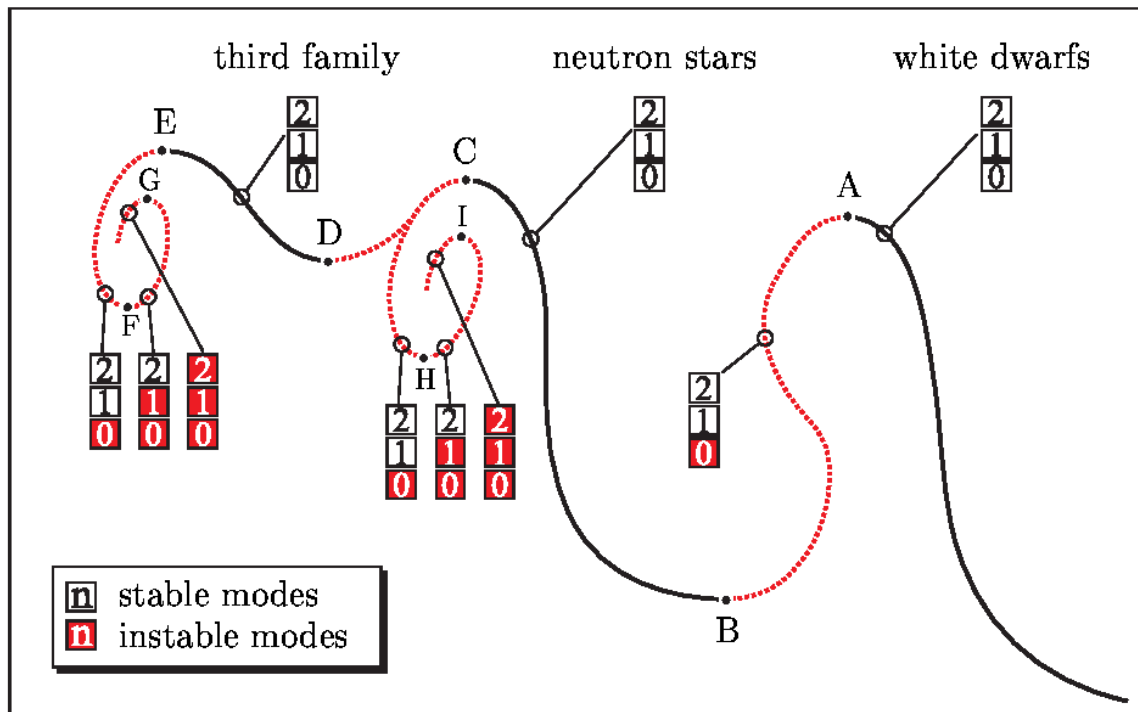 third family neutron stars white dwarfs
2 2 2
1 1 1
0 0 0
E
G
C
I
A
D
F
H
2 2 2
1 1 1
0 0 0
2 2 2
1 1 1
0 0 0
2
1
0
B
n stable modes
n instable modes